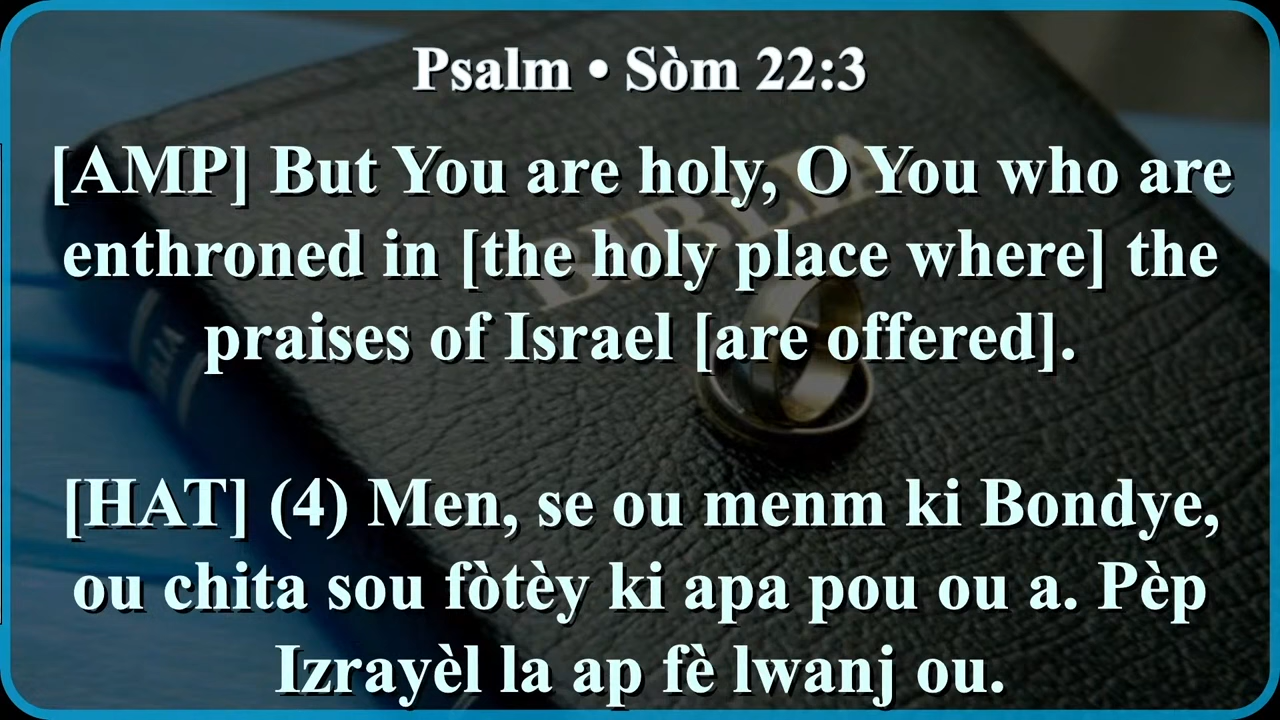 Psalm • Sòm 22:3
[AMP] But You are holy, O You who are
enthroned in [the holy place where] the
praises of Israel [are offered].
[HAT] (4) Men, se ou menm ki Bondye,
ou chita sou fòtèy ki apa pou ou a. Pèp
Izrayèl la ap fè lwanj ou.
BIBLIA